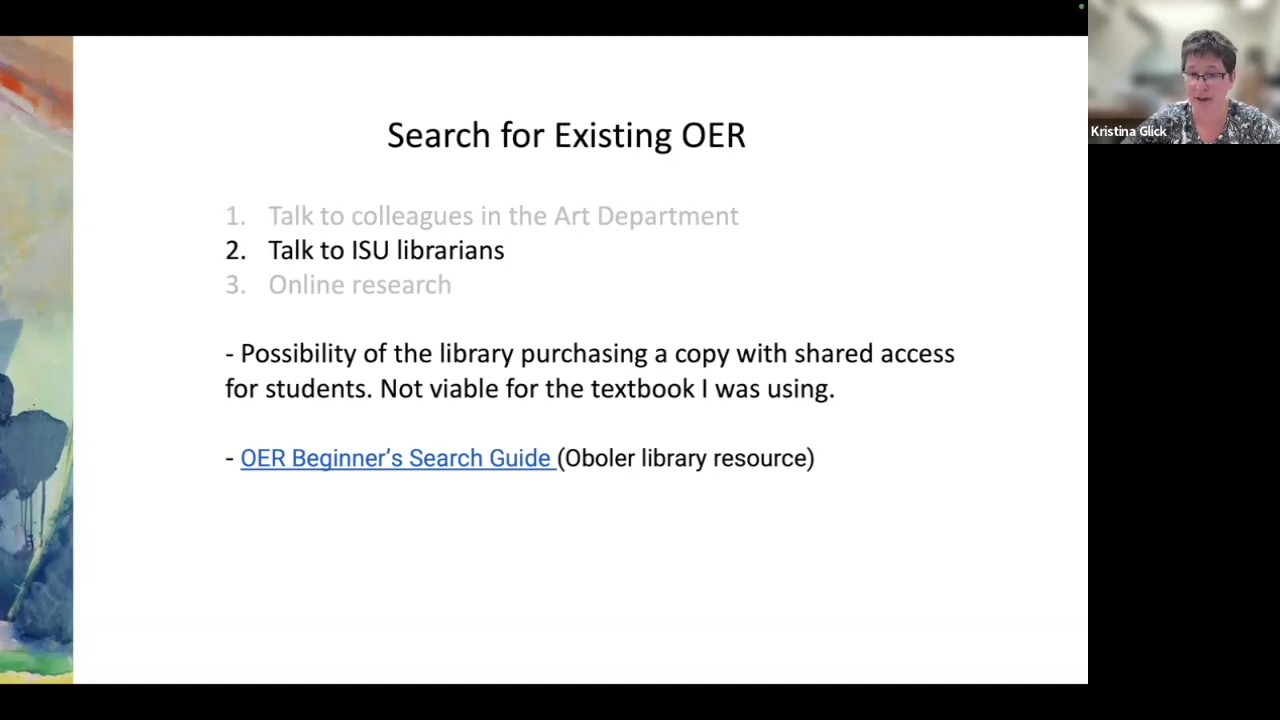 Search for Existing OER
1. Talk to colleagues in the Art Department
2. Talk to ISU librarians
3. Online research
- Possibility of the library purchasing a copy with shared access
for students. Not viable for the textbook I was using.
- OER Beginner’s Search Guide (Oboler library resource)
Kristina Glick